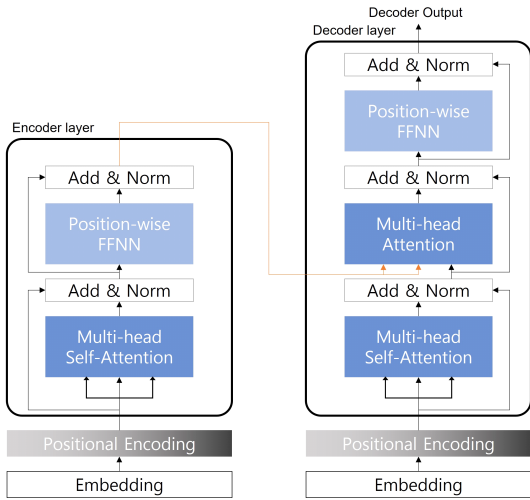 Decoder Output
Decoder layer
Add & Norm
Position-wise
FFNN
Add & Norm
Multi-head
Attention
Add & Norm
Multi-head
Self-Attention
Positional Encoding
Embedding
Encoder layer
Add & Norm
Position-wise
FFNN
Add & Norm
Multi-head
Self-Attention
Positional Encoding
Embedding